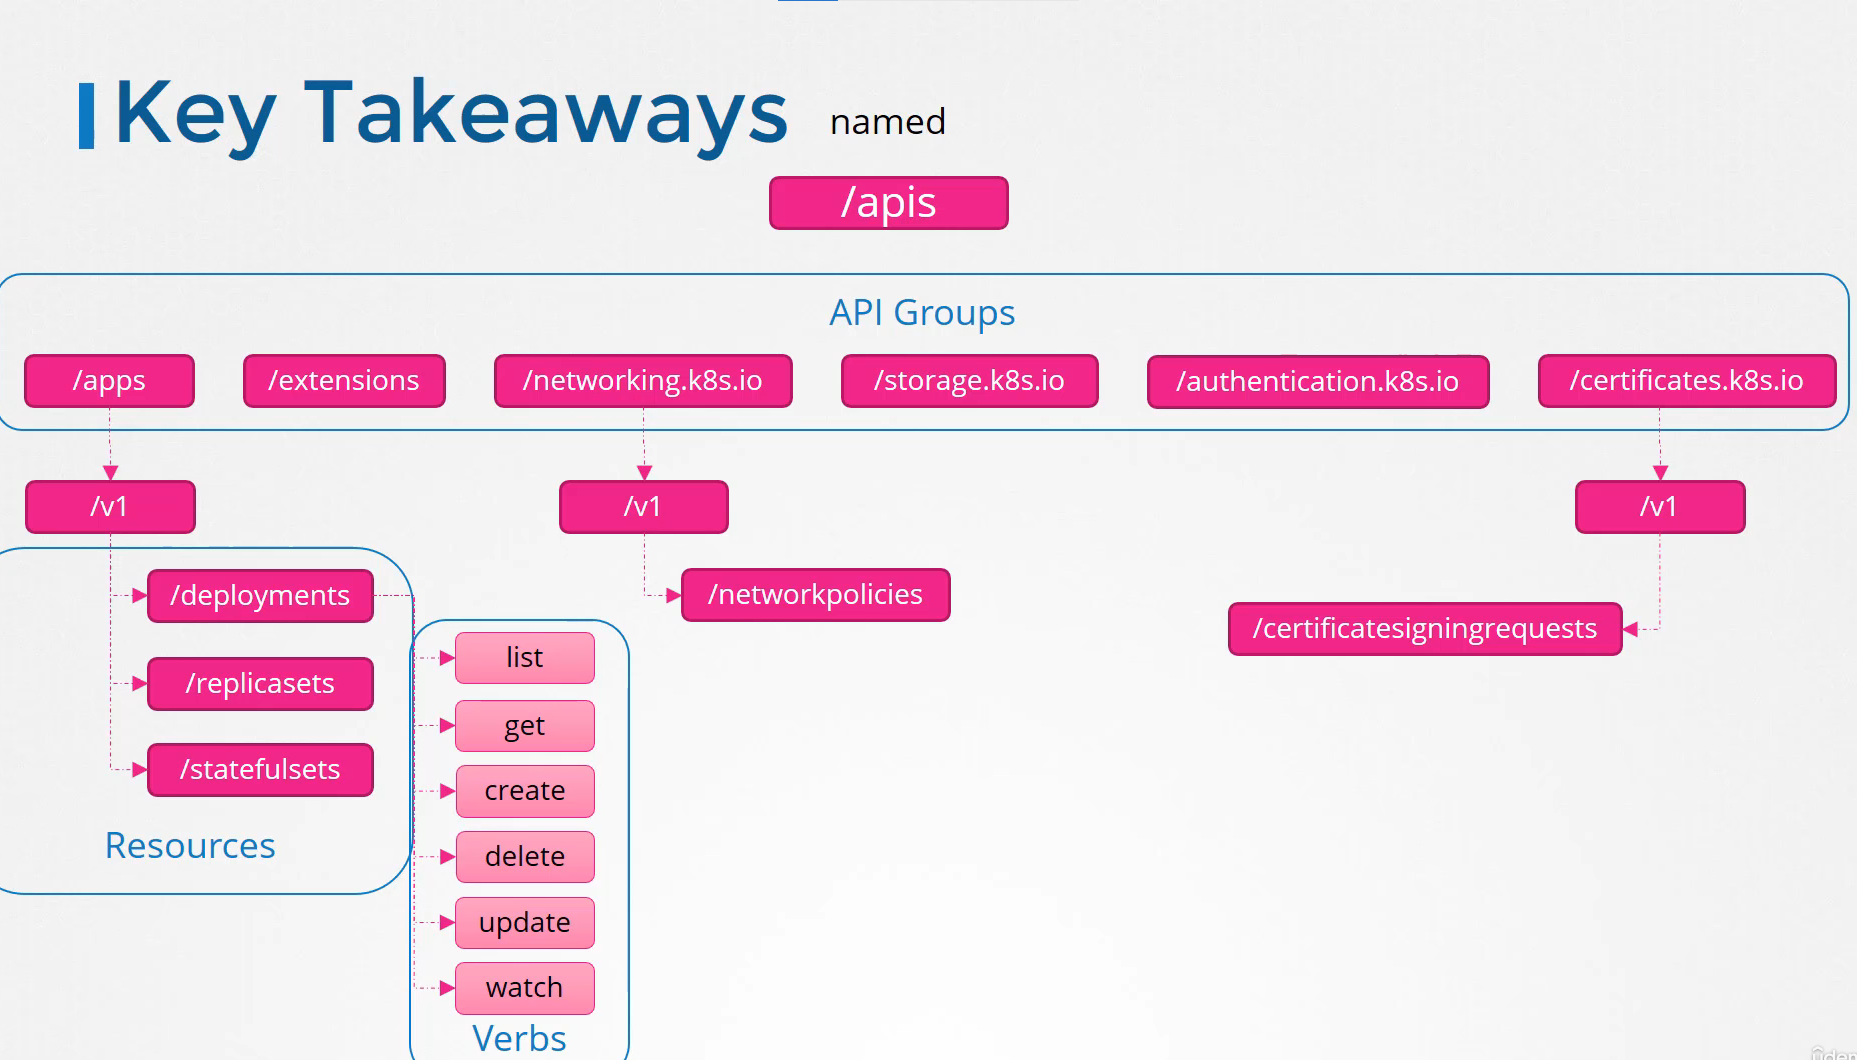 Key Takeaways
named
/apis
API Groups
/apps
/extensions
/networking.k8s.io
/storage.k8s.io
/authentication.k8s.io
/certificates.k8s.io
/v1
/v1
/v1
/deployments
/replicasets
/statefulsets
Resources
list
get
create
delete
update
watch
Verbs
/networkpolicies
/certificatesigningrequests